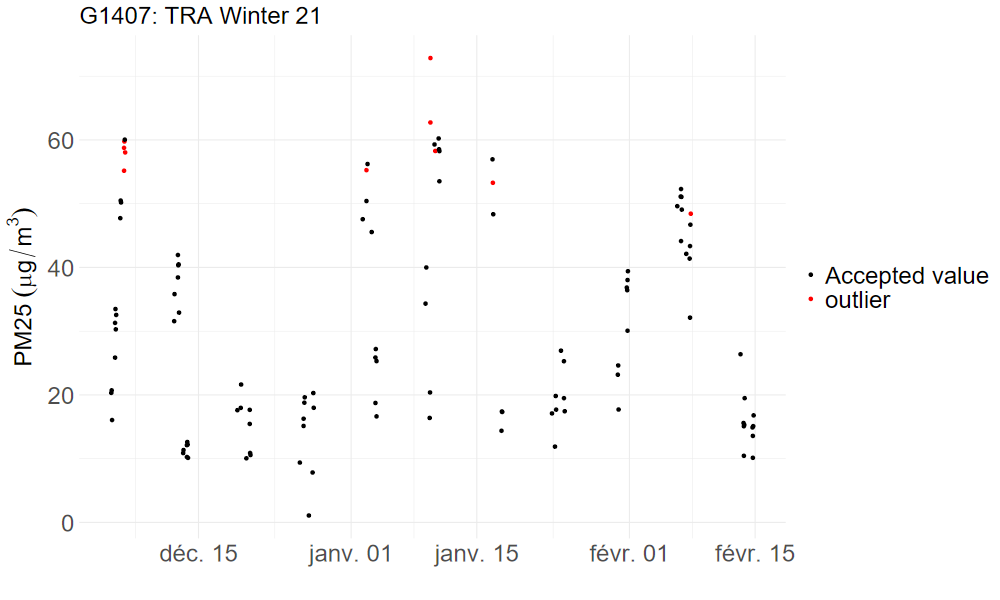 G1407: TRA Winter 21
PM25 (μg/m³)
60
40
20
0
déc. 15
janv. 01
janv. 15
févr. 01
févr. 15
Accepted value
outlier